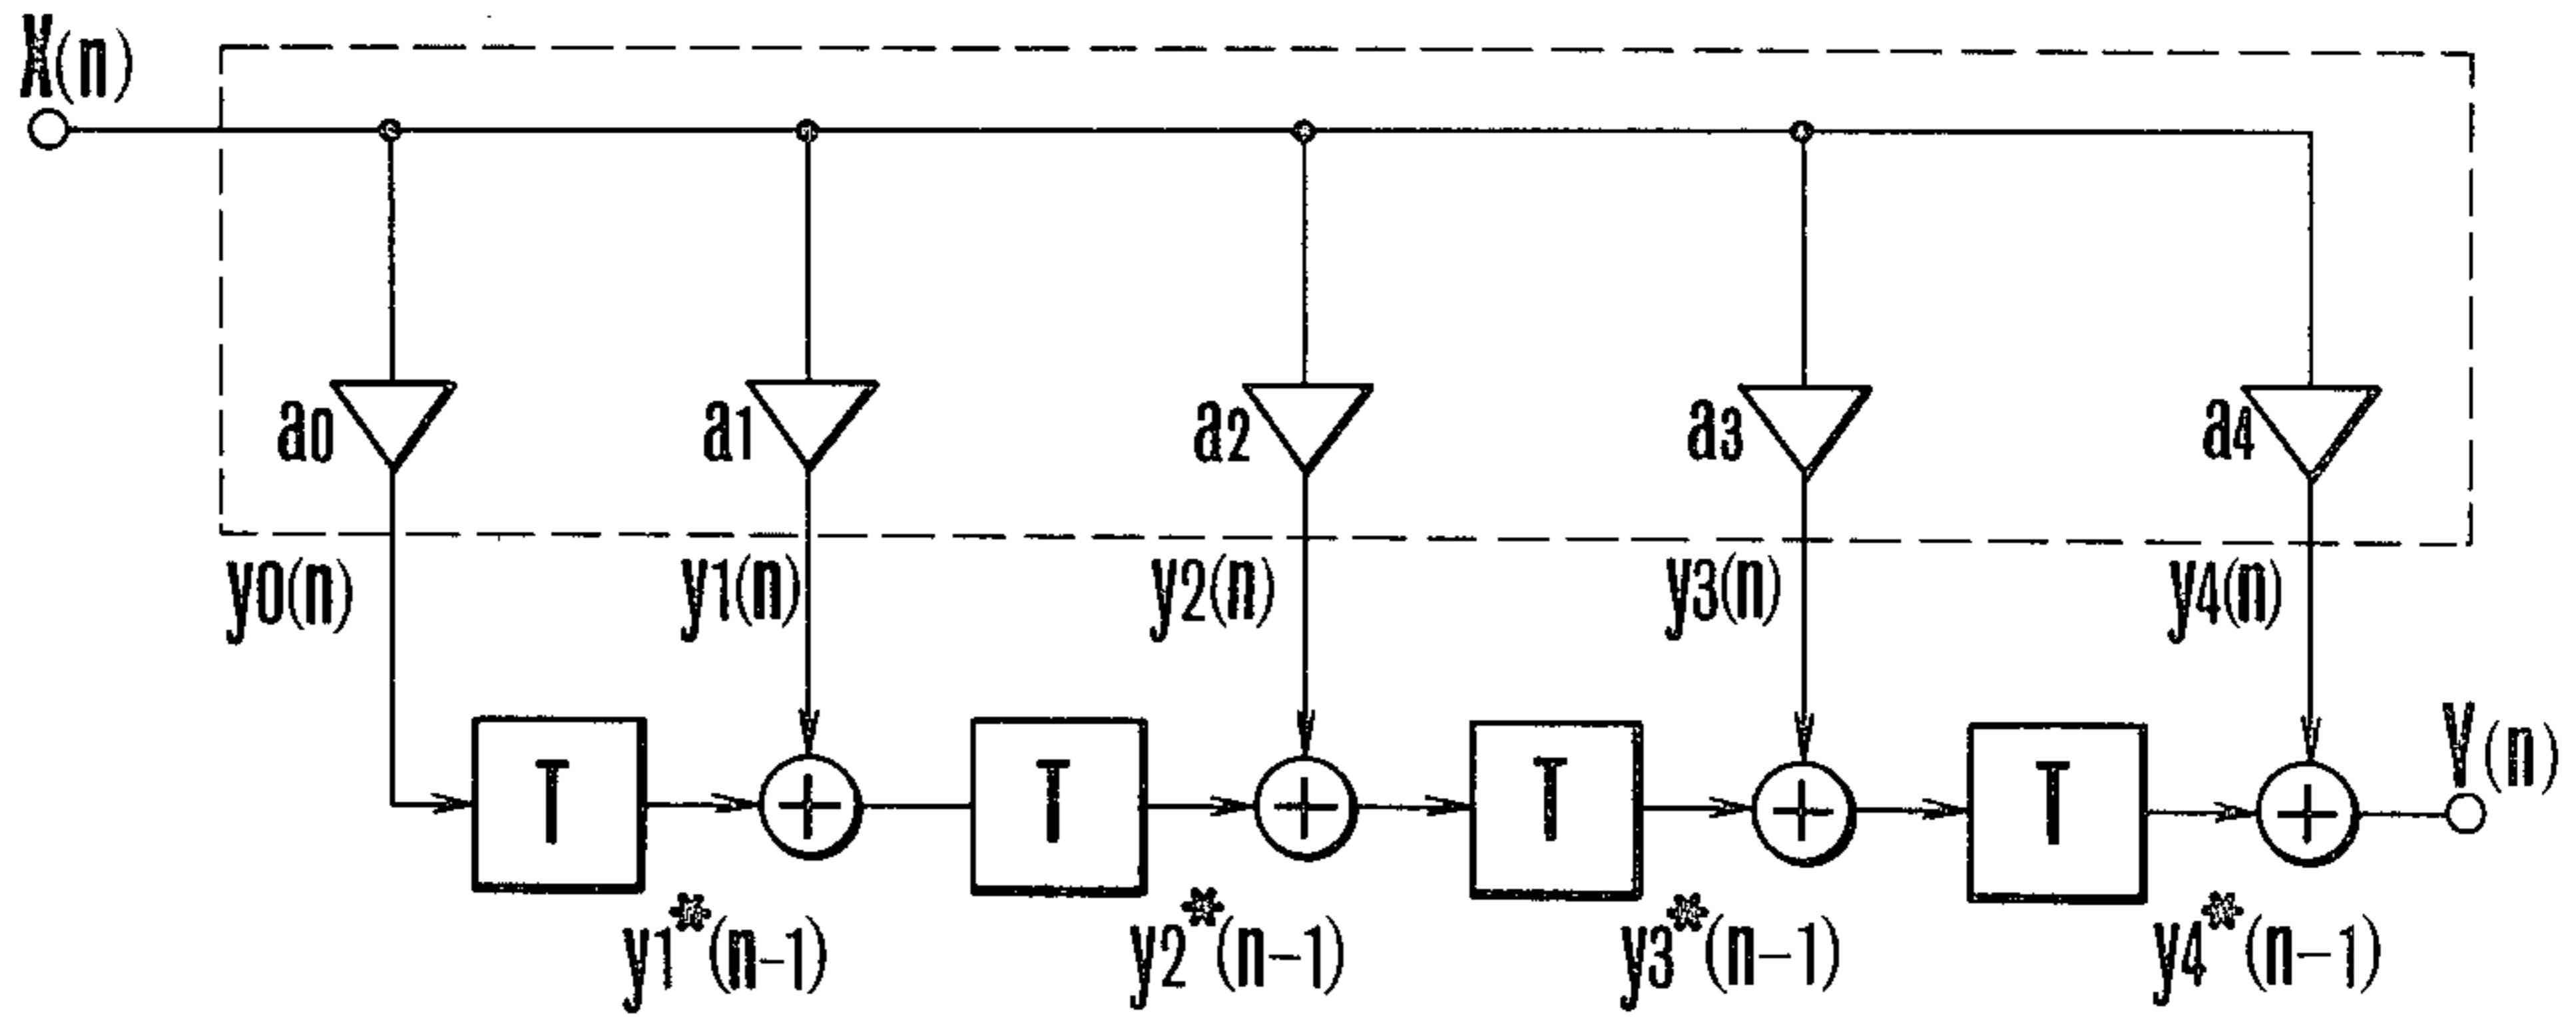 X(n)
a0 a1 a2 a3 a4
y0(n) y1(n) y2(n) y3(n) y4(n)
T + T + T + T + Y(n)
y1*(n-1) y2*(n-1) y3*(n-1) y4*(n-1)